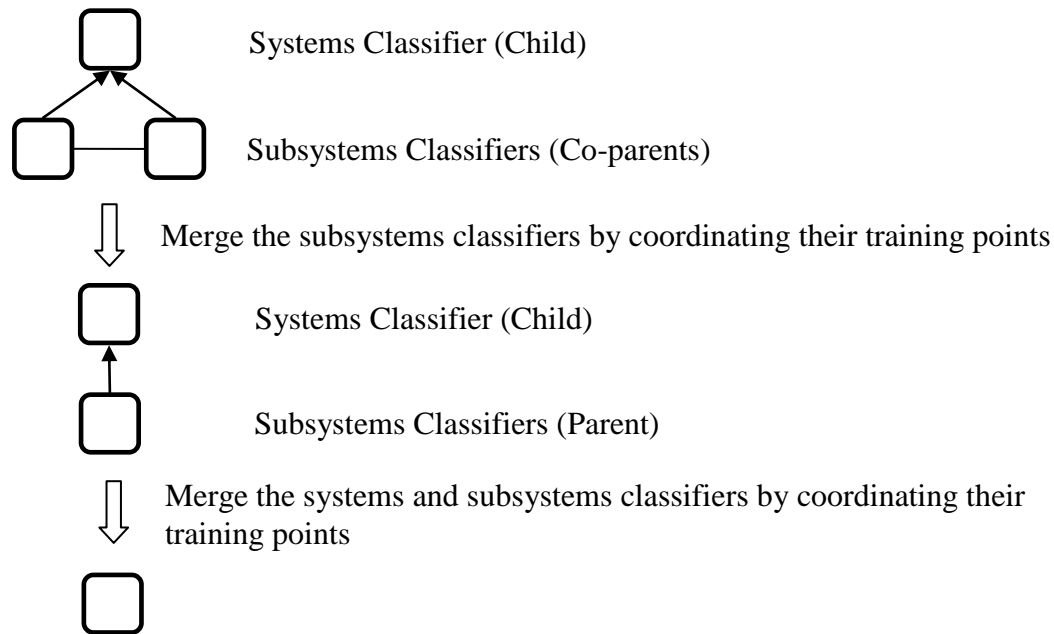 Systems Classifier (Child)
Subsystems Classifiers (Co-parents)
Merge the subsystems classifiers by coordinating their training points
Systems Classifier (Child)
Subsystems Classifiers (Parent)
Merge the systems and subsystems classifiers by coordinating their
training points